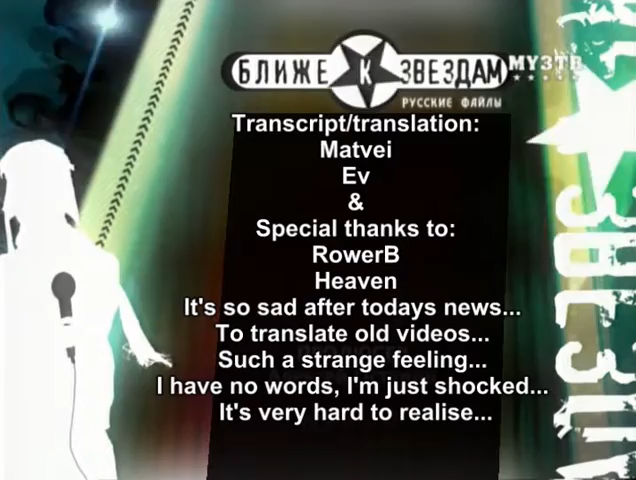 БЛИЖЕ К ЗВЕЗДАМ
МУЗТВ
РУССКИЕ ФАЙЛЫ
Transcript/translation:
Matvei
Ev
&
Special thanks to:
RowerB
Heaven
It's so sad after todays news...
To translate old videos...
Such a strange feeling...
I have no words, I'm just shocked...
It's very hard to realise...